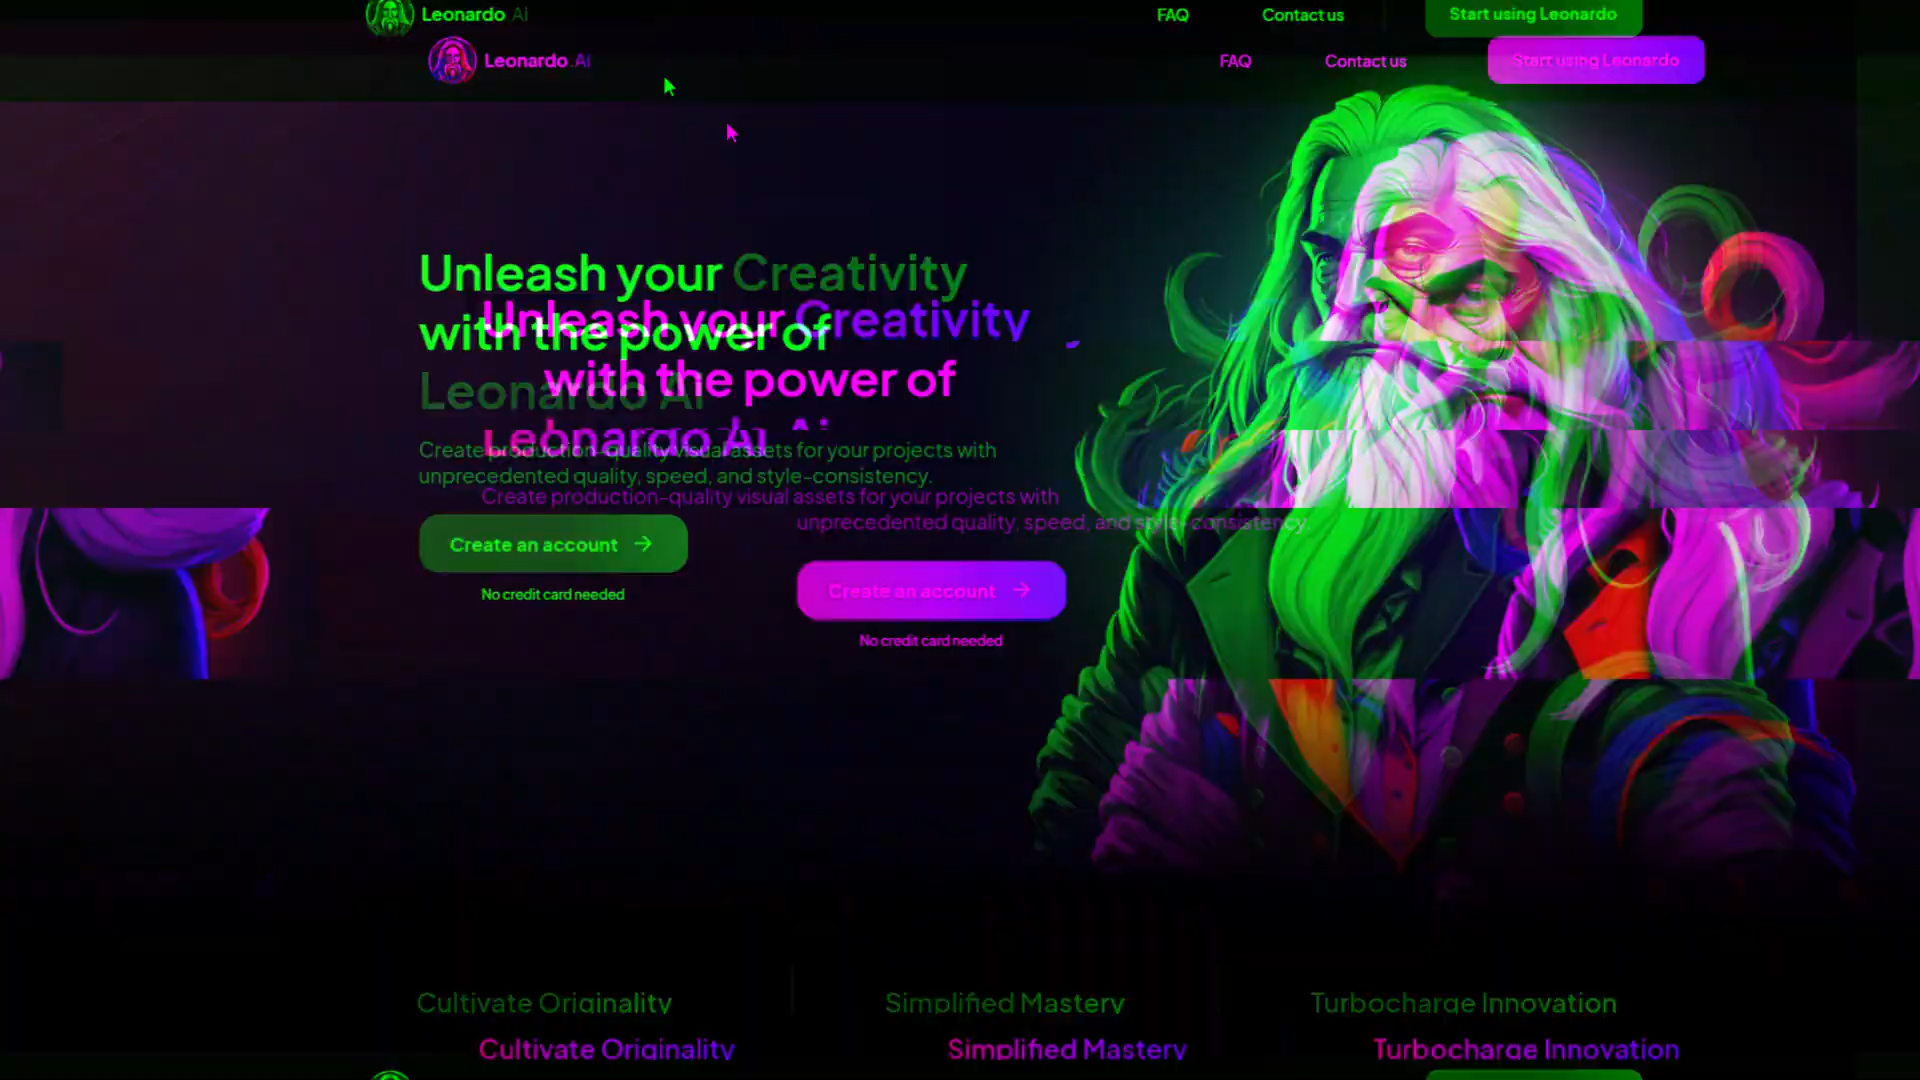 Leonardo.Ai
FAQ
Contact us
Start using Leonardo
Leonardo.Ai
FAQ
Contact us
Start using Leonardo
Unleash your Creativity
with the power of
Leonardo Ai
Unleash your Creativity
with the power of
Leonardo Ai
Create production-quality visual assets for your projects with
unprecedented quality, speed, and style-consistency.
Create production-quality visual assets for your projects with
unprecedented quality, speed, and style-consistency.
Create an account
No credit card needed
Create an account
No credit card needed
Cultivate Originality
Simplified Mastery
Turbocharge Innovation
Cultivate Originality
Simplified Mastery
Turbocharge Innovation